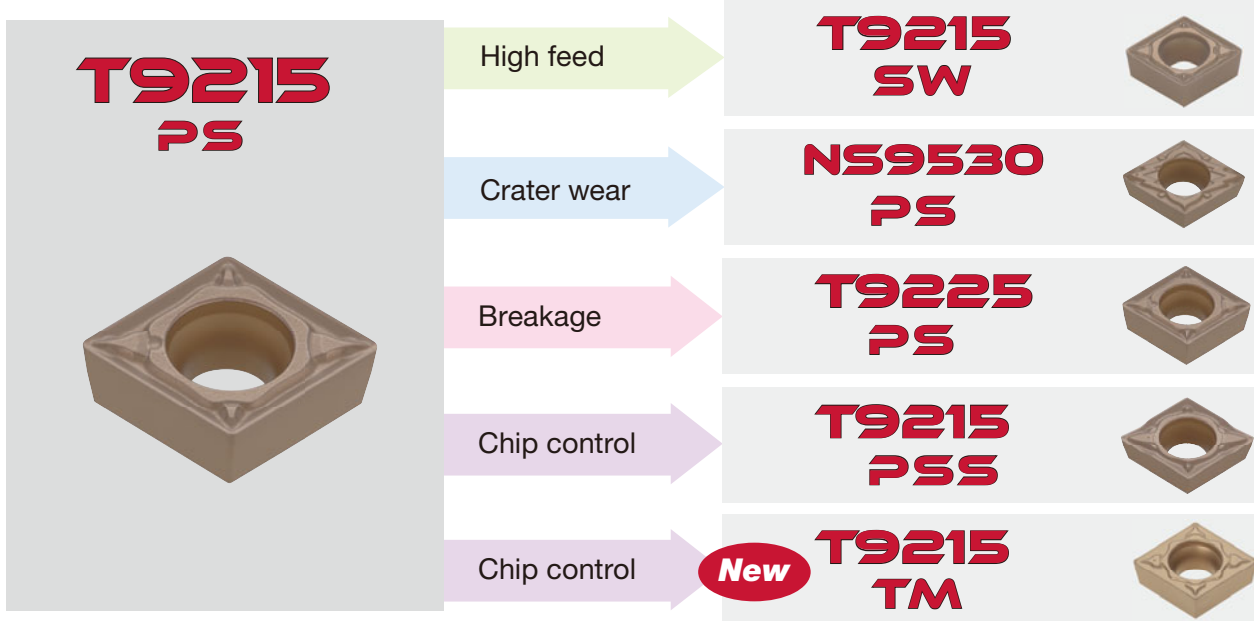 T9215
PS
High feed
T9215
SW
Crater wear
NS9530
PS
Breakage
T9225
PS
Chip control
T9215
PSS
Chip control
New
T9215
TM